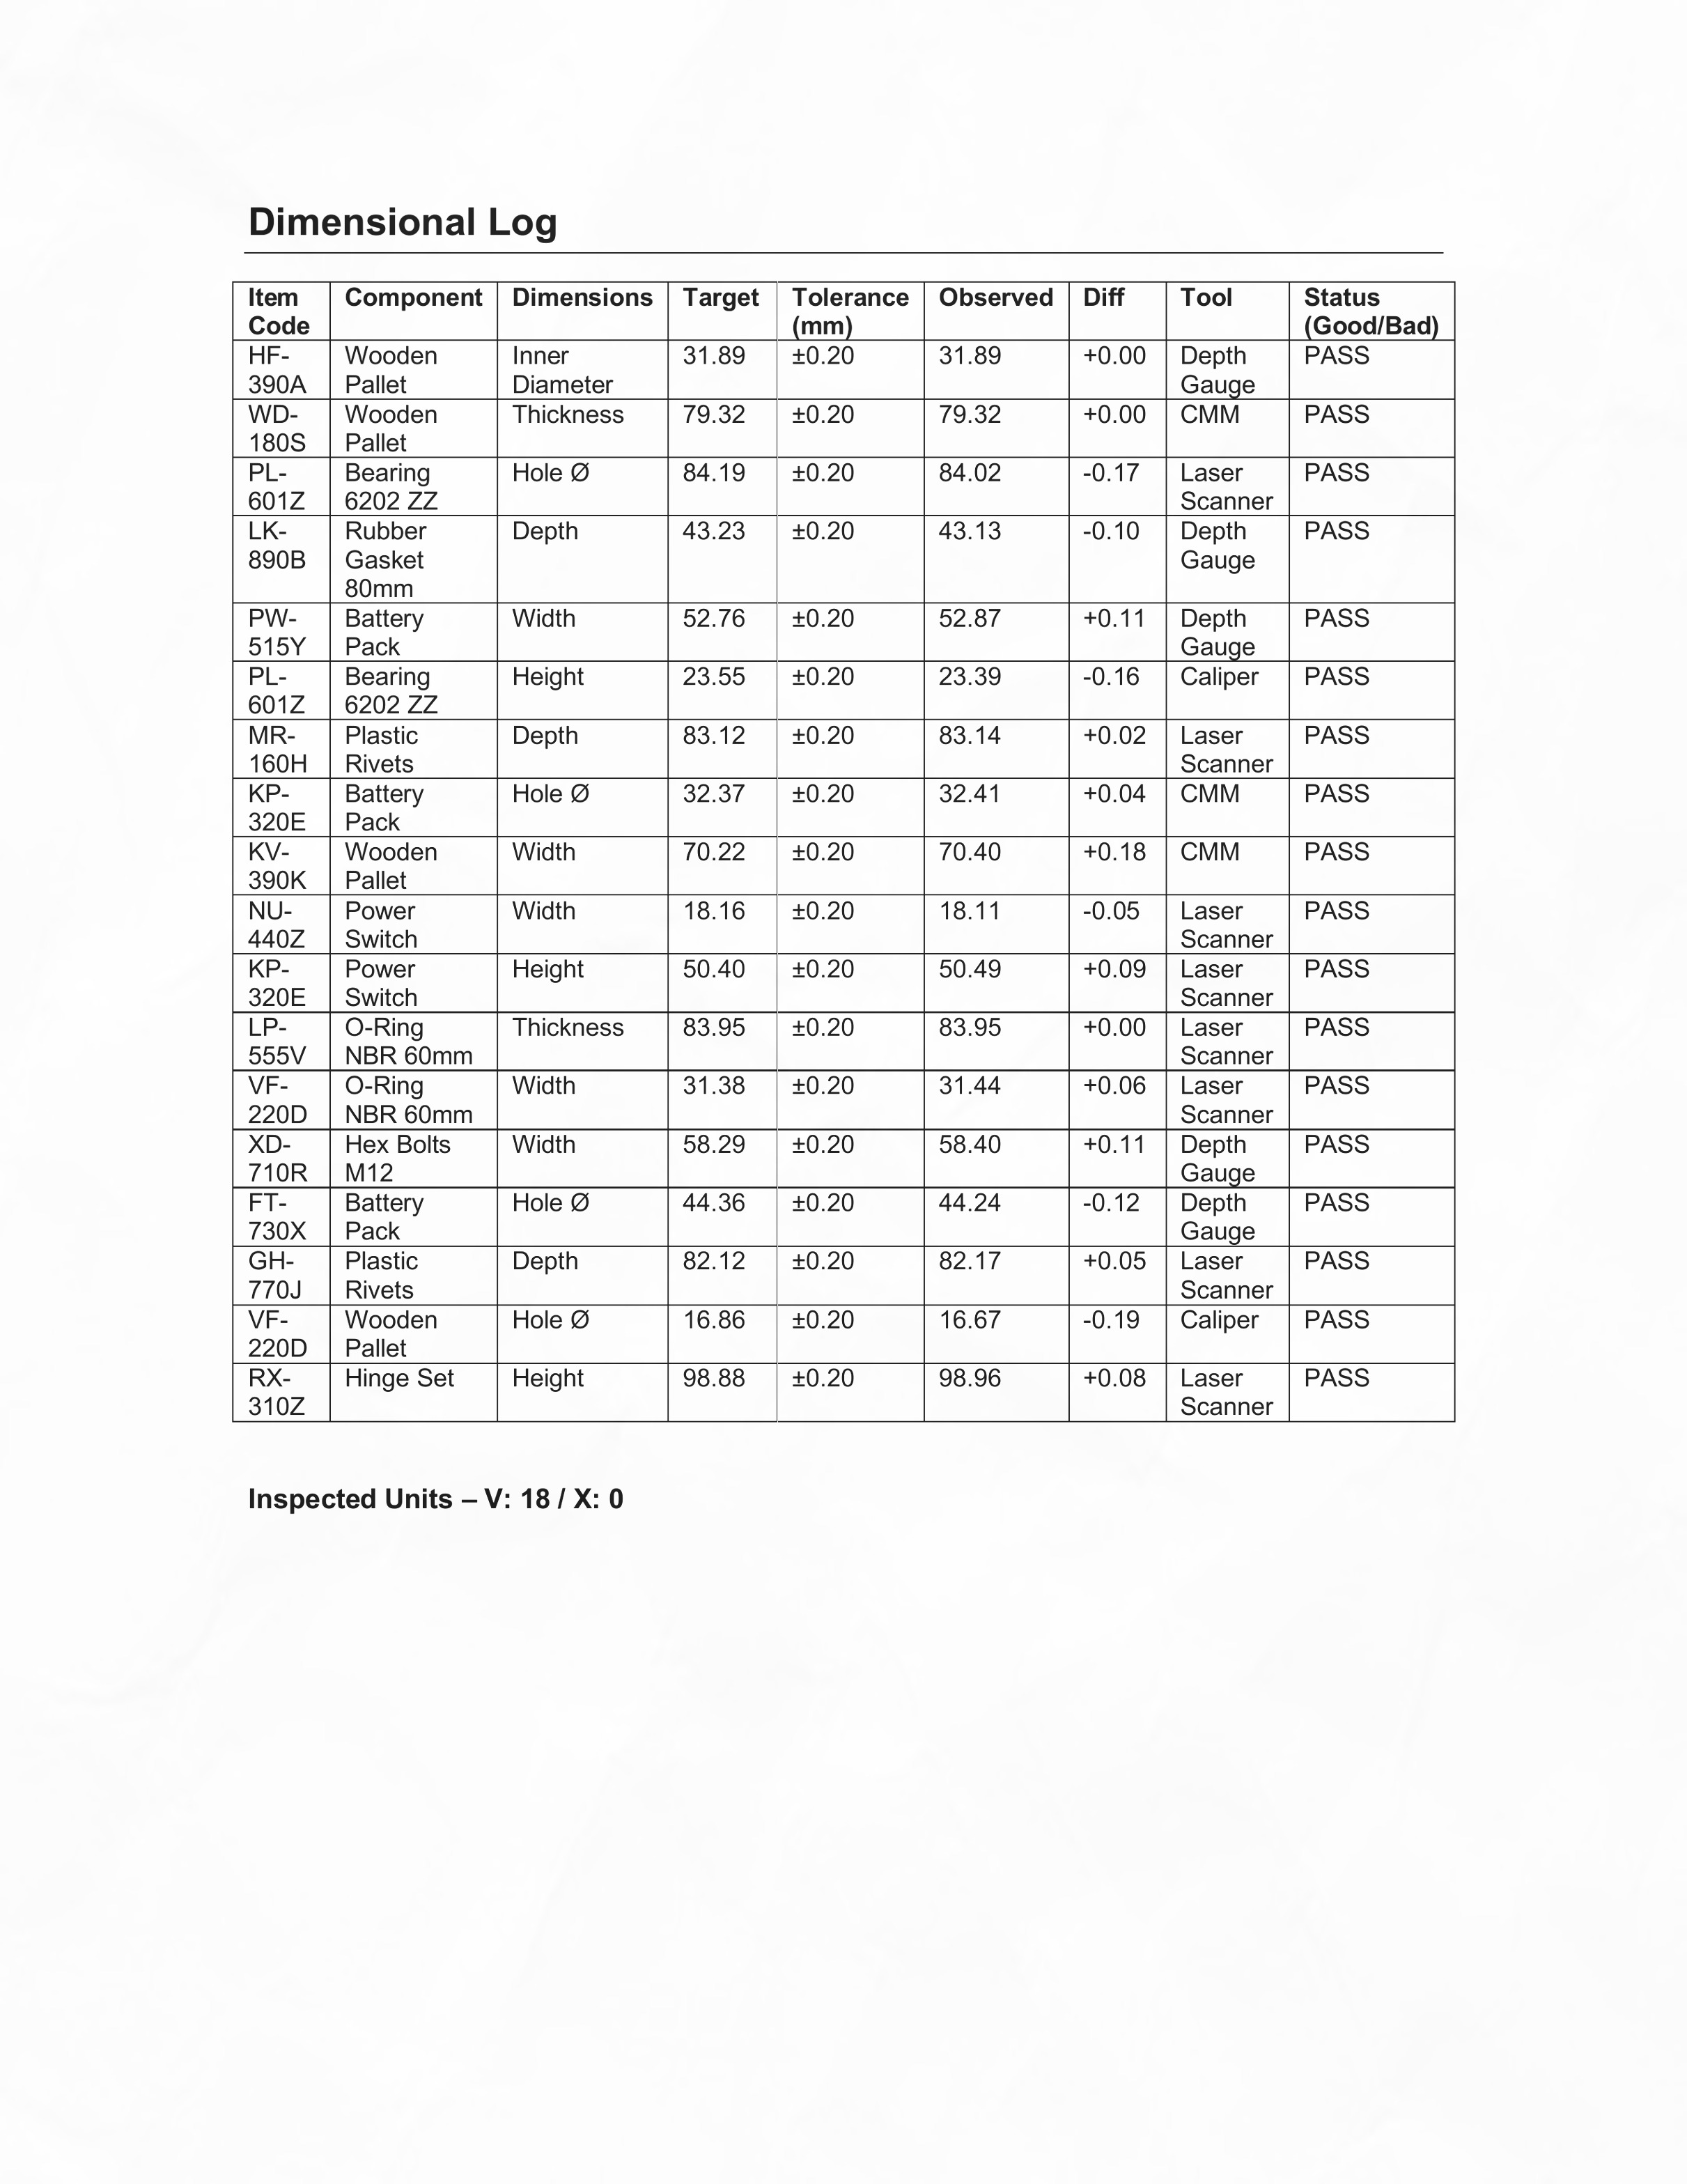 Dimensional Log
Item Code | Component | Dimensions | Target | Tolerance (mm) | Observed | Diff | Tool | Status (Good/Bad)
HF-390A | Wooden Pallet | Inner Diameter | 31.89 | ±0.20 | 31.89 | +0.00 | Depth Gauge | PASS
WD-180S | Wooden Pallet | Thickness | 79.32 | ±0.20 | 79.32 | +0.00 | CMM | PASS
PL-601Z | Bearing 6202 ZZ | Hole Ø | 84.19 | ±0.20 | 84.02 | -0.17 | Laser Scanner | PASS
LK-890B | Rubber Gasket 80mm | Depth | 43.23 | ±0.20 | 43.13 | -0.10 | Depth Gauge | PASS
PW-515Y | Battery Pack | Width | 52.76 | ±0.20 | 52.87 | +0.11 | Depth Gauge | PASS
PL-601Z | Bearing 6202 ZZ | Height | 23.55 | ±0.20 | 23.39 | -0.16 | Caliper | PASS
MR-160H | Plastic Rivets | Depth | 83.12 | ±0.20 | 83.14 | +0.02 | Laser Scanner | PASS
KP-320E | Battery Pack | Hole Ø | 32.37 | ±0.20 | 32.41 | +0.04 | CMM | PASS
KV-390K | Wooden Pallet | Width | 70.22 | ±0.20 | 70.40 | +0.18 | CMM | PASS
NU-440Z | Power Switch | Width | 18.16 | ±0.20 | 18.11 | -0.05 | Laser Scanner | PASS
KP-320E | Power Switch | Height | 50.40 | ±0.20 | 50.49 | +0.09 | Laser Scanner | PASS
LP-555V | O-Ring NBR 60mm | Thickness | 83.95 | ±0.20 | 83.95 | +0.00 | Laser Scanner | PASS
VF-220D | O-Ring NBR 60mm | Width | 31.38 | ±0.20 | 31.44 | +0.06 | Laser Scanner | PASS
XD-710R | Hex Bolts M12 | Width | 58.29 | ±0.20 | 58.40 | +0.11 | Depth Gauge | PASS
FT-730X | Battery Pack | Hole Ø | 44.36 | ±0.20 | 44.24 | -0.12 | Depth Gauge | PASS
GH-770J | Plastic Rivets | Depth | 82.12 | ±0.20 | 82.17 | +0.05 | Laser Scanner | PASS
VF-220D | Wooden Pallet | Hole Ø | 16.86 | ±0.20 | 16.67 | -0.19 | Caliper | PASS
RX-310Z | Hinge Set | Height | 98.88 | ±0.20 | 98.96 | +0.08 | Laser Scanner | PASS
Inspected Units – V: 18 / X: 0